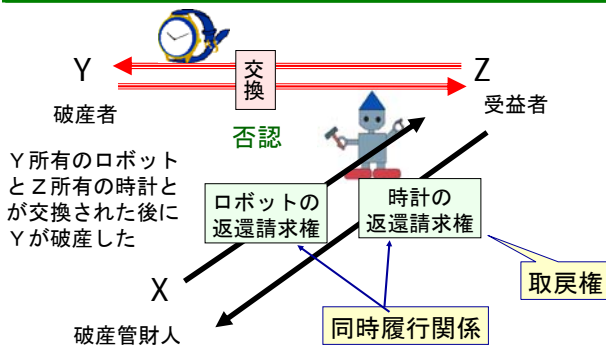 Y
破産者
交
換
Z
受益者
否認
Y所有のロボット
とZ所有の時計と
が交換された後に
Yが破産した
ロボットの
返還請求権
時計の
返還請求権
取戻権
X
破産管財人
同時履行関係